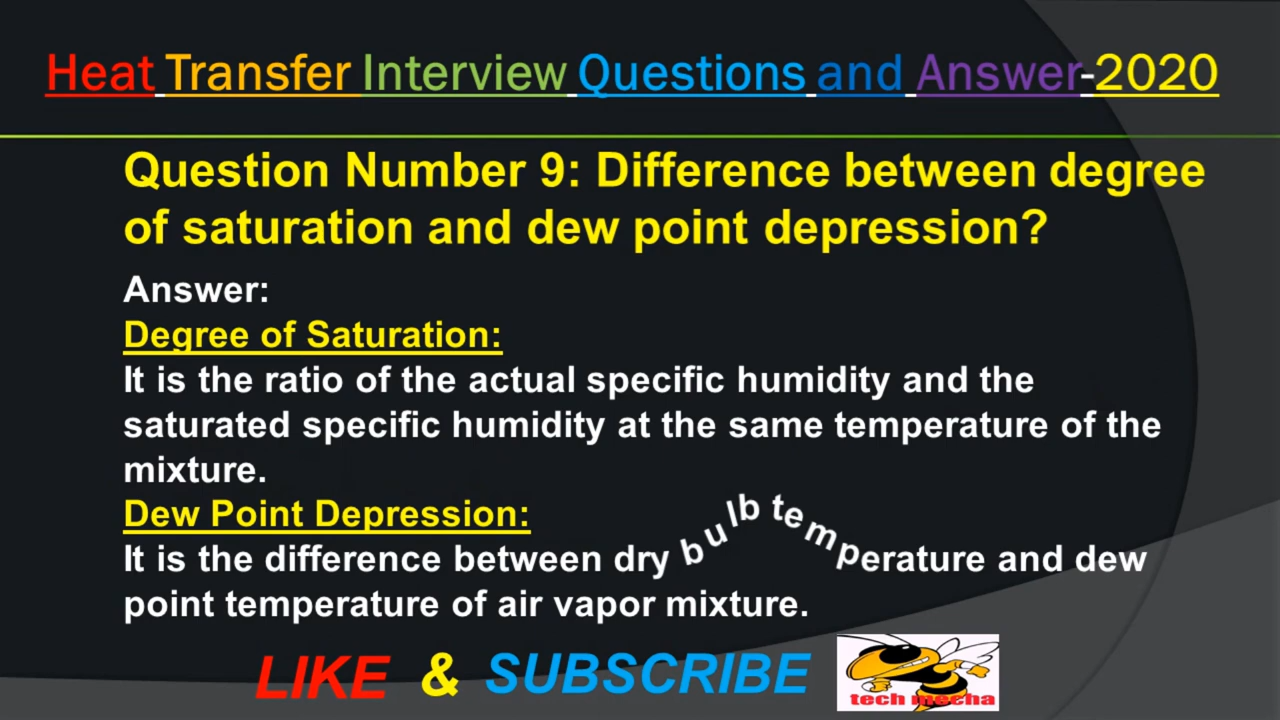 Heat Transfer Interview Questions and Answer-2020
Question Number 9: Difference between degree
of saturation and dew point depression?
Answer:
Degree of Saturation:
It is the ratio of the actual specific humidity and the
saturated specific humidity at the same temperature of the
mixture.
Dew Point Depression:
It is the difference between dry bulb temperature and dew
point temperature of air vapor mixture.
LIKE & SUBSCRIBE
tech mecha